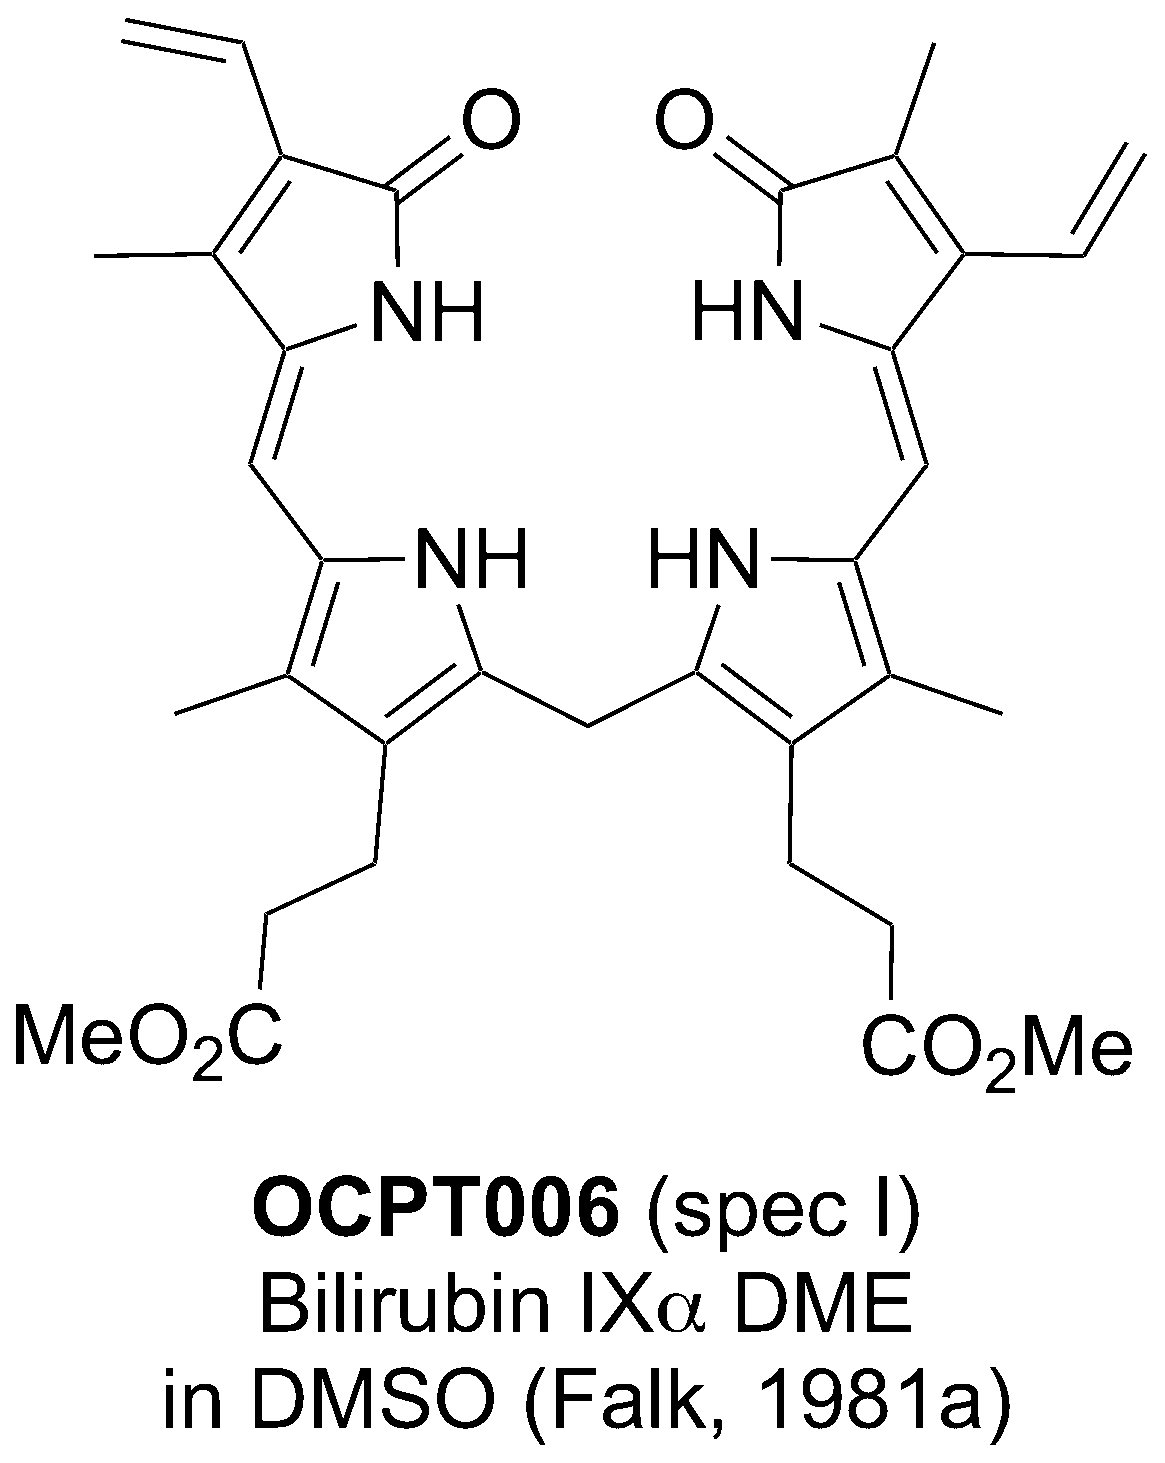 O O
NH HN
NH HN
MeO₂C CO₂Me
OCPT006 (spec I)
Bilirubin IXα DME
in DMSO (Falk, 1981a)